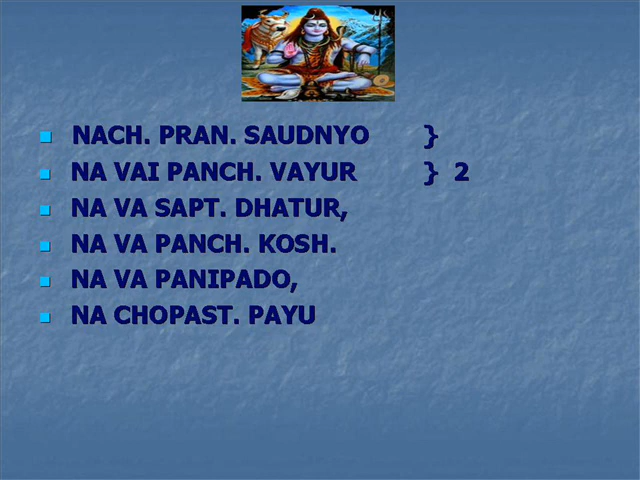 NACH. PRAN. SAUDNYO }
NA VAI PANCH. VAYUR } 2
NA VA SAPT. DHATUR,
NA VA PANCH. KOSH.
NA VA PANIPADO,
NA CHOPAST. PAYU